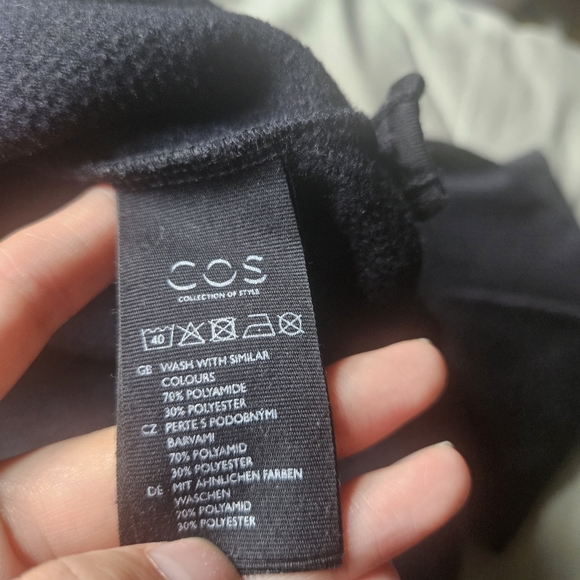 COS
COLLECTION OF STYLE
40
GB WASH WITH SIMILAR
COLOURS
70% POLYAMIDE
30% POLYESTER
CZ PERTE S PODOBNÝMI
BARVAMI
70% POLYAMID
30% POLYESTER
DE MIT ÄHNLICHEN FARBEN
WASCHEN
70% POLYAMID
30% POLYESTER